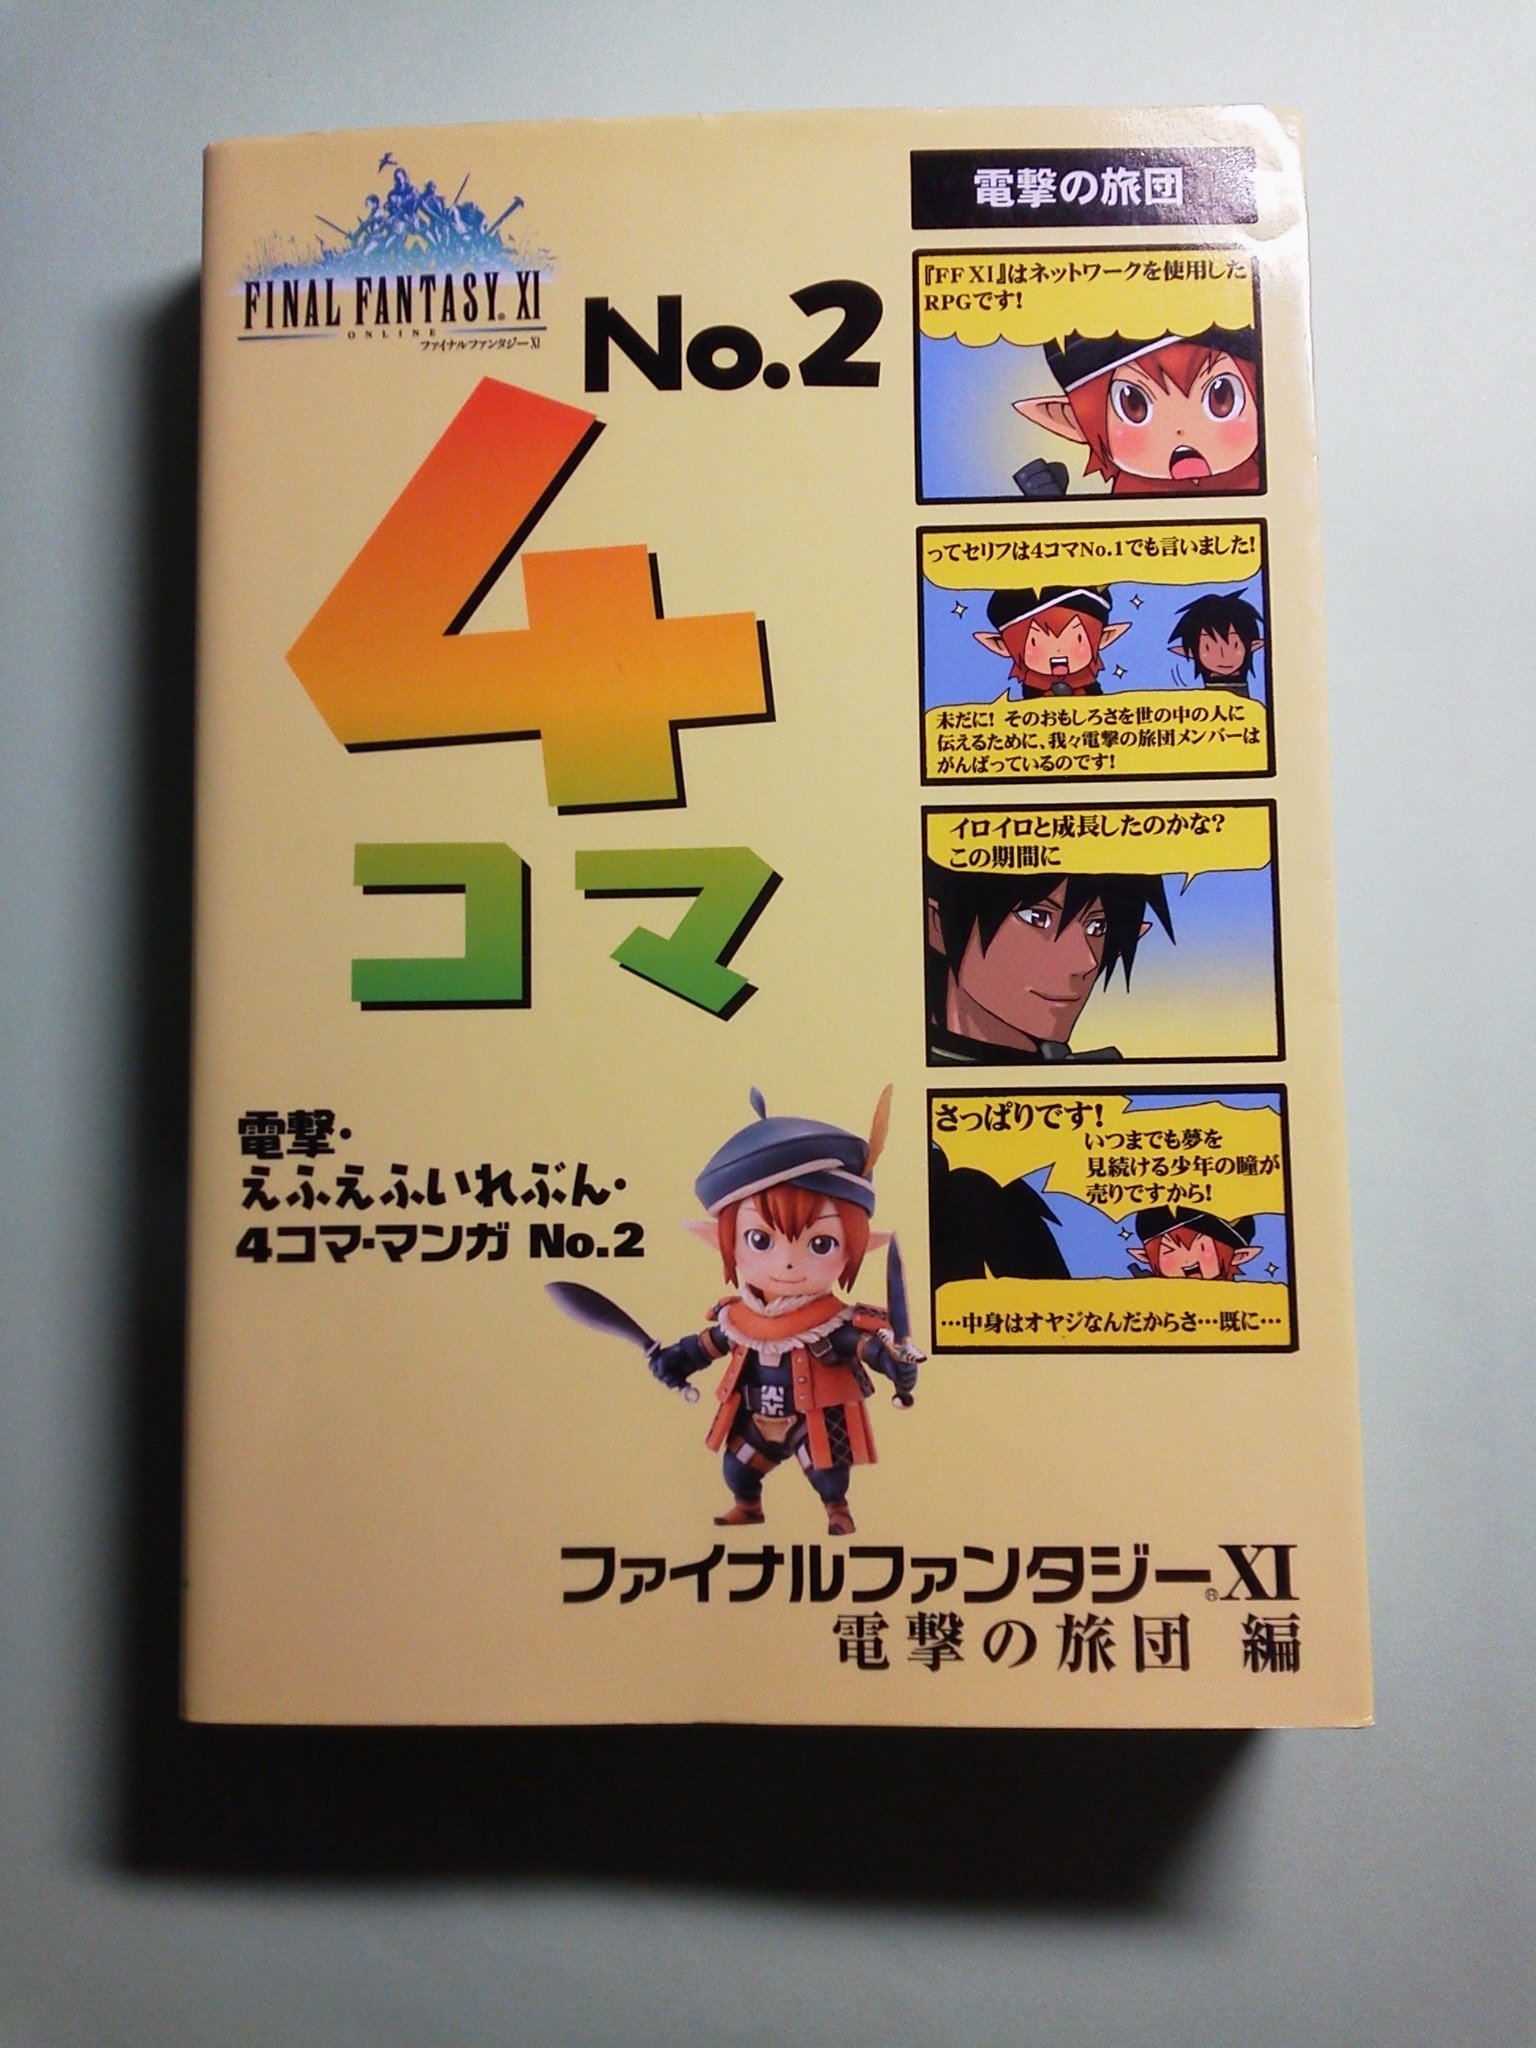 FINAL FANTASY® XI
ONLINE
ファイナルファンタジーXI
No.2
4
コマ
電撃・
えふえふいれぶん・
4コマ・マンガ No.2
電撃の旅団
『FFXI』はネットワークを使用した
RPGです!
ってセリフは4コマNo.1でも言いました!
未だに! そのおもしろさを世の中の人に
伝えるために、我々電撃の旅団メンバーは
がんばっているのです!
イロイロと成長したのかな?
この期間に
さっぱりです!
いつまでも夢を
見続ける少年の瞳が
売りですから!
…中身はオヤジなんだからさ…既に…
ファイナルファンタジー®XI
電撃の旅団 編